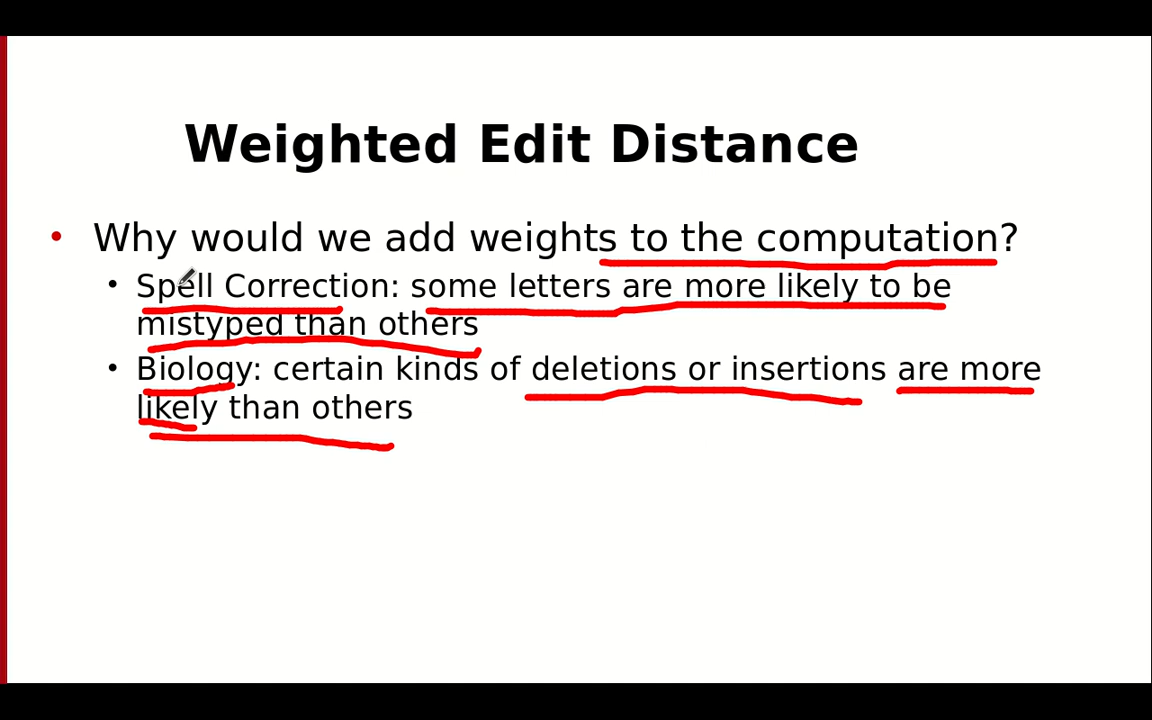 Weighted Edit Distance
• Why would we add weights to the computation?
• Spell Correction: some letters are more likely to be
mistyped than others
• Biology: certain kinds of deletions or insertions are more
likely than others